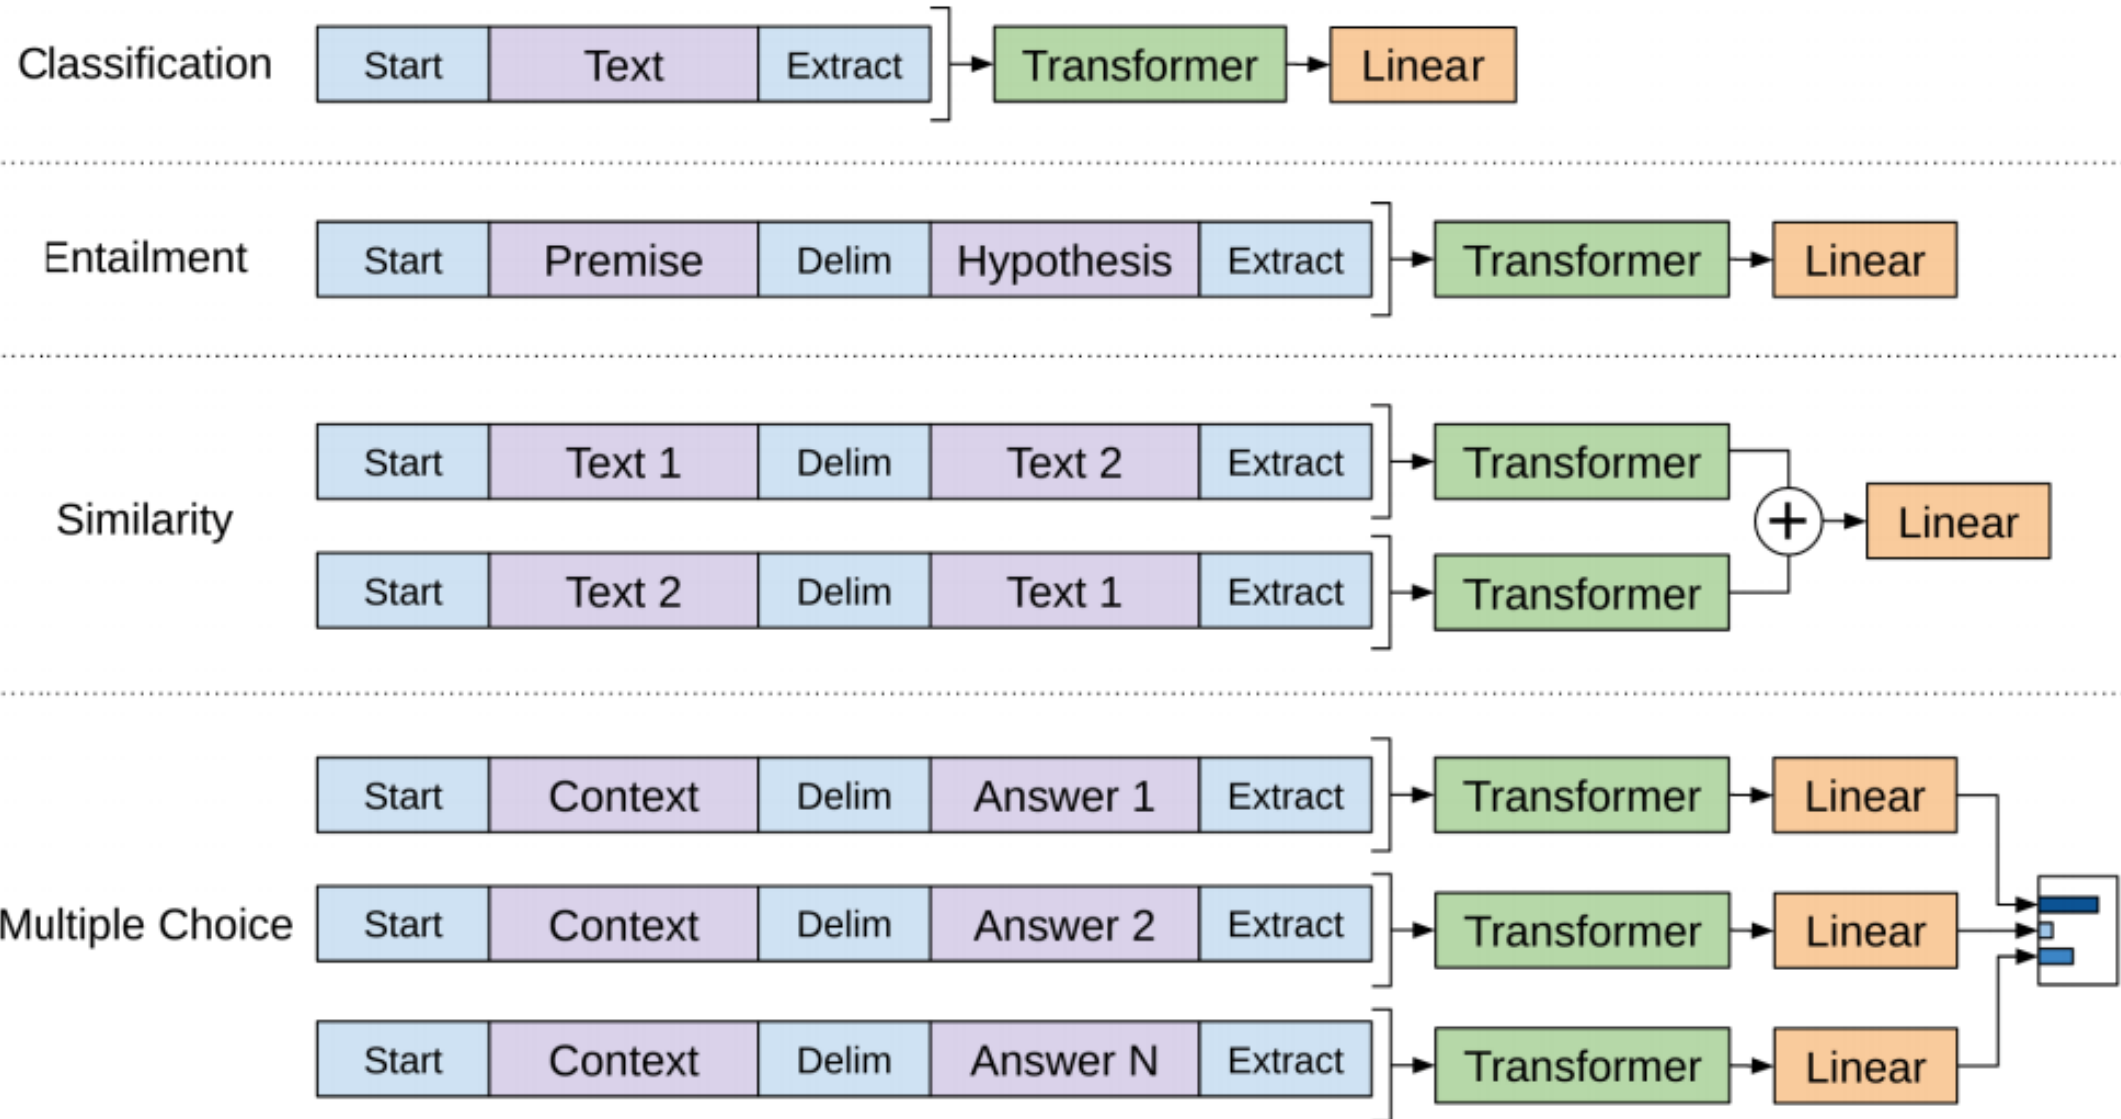 Classification Start Text Extract Transformer Linear
Entailment Start Premise Delim Hypothesis Extract Transformer Linear
Similarity
Start Text 1 Delim Text 2 Extract Transformer
+ Linear
Start Text 2 Delim Text 1 Extract Transformer
Multiple Choice
Start Context Delim Answer 1 Extract Transformer Linear
Start Context Delim Answer 2 Extract Transformer Linear
Start Context Delim Answer N Extract Transformer Linear